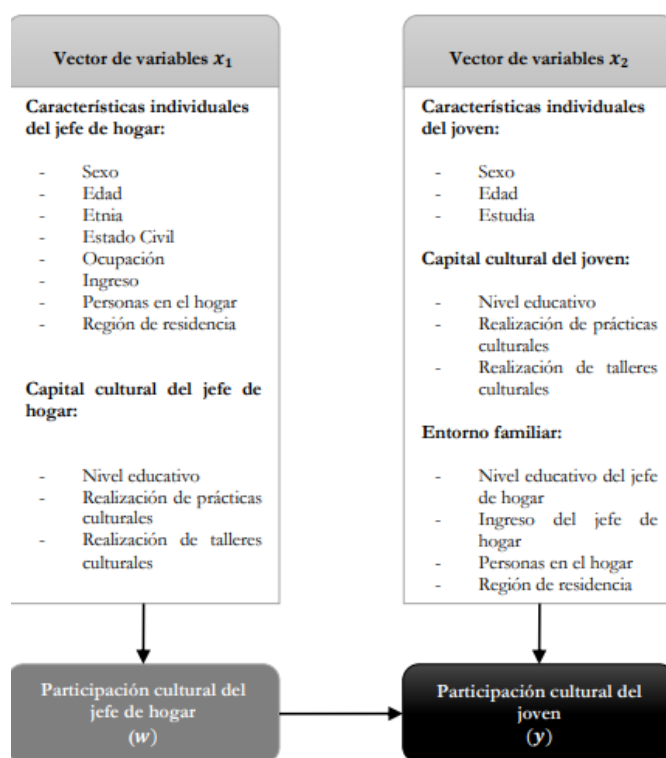 Vector de variables x₁
Características individuales
del jefe de hogar:
- Sexo
- Edad
- Etnia
- Estado Civil
- Ocupación
- Ingreso
- Personas en el hogar
- Región de residencia
Capital cultural del jefe de
hogar:
- Nivel educativo
- Realización de prácticas
culturales
- Realización de talleres
culturales
Participación cultural del
jefe de hogar
(w)
Vector de variables x₂
Características individuales
del joven:
- Sexo
- Edad
- Estudia
Capital cultural del joven:
- Nivel educativo
- Realización de prácticas
culturales
- Realización de talleres
culturales
Entorno familiar:
- Nivel educativo del jefe
de hogar
- Ingreso del jefe de
hogar
- Personas en el hogar
- Región de residencia
Participación cultural del
joven
(y)